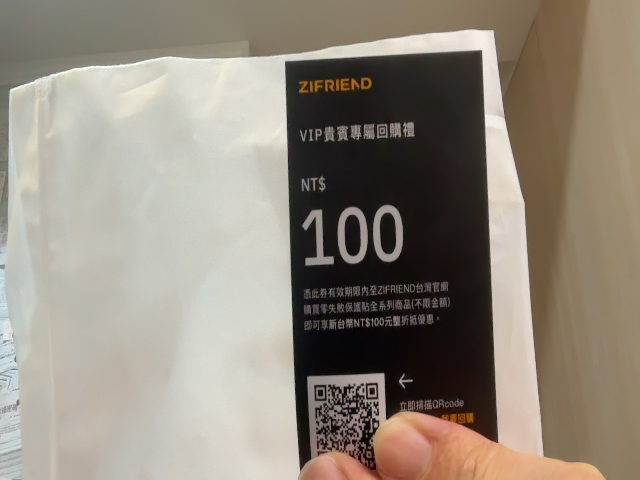 ZIFRIEND
VIP貴賓專屬回購禮
NT$
100
憑此券有效期限內至ZIFRIEND台灣官網
購買零失敗保護貼全系列商品(不限金額)
即可享新台幣NT$100元整折抵優惠。
←
立即掃描QRcode
回購